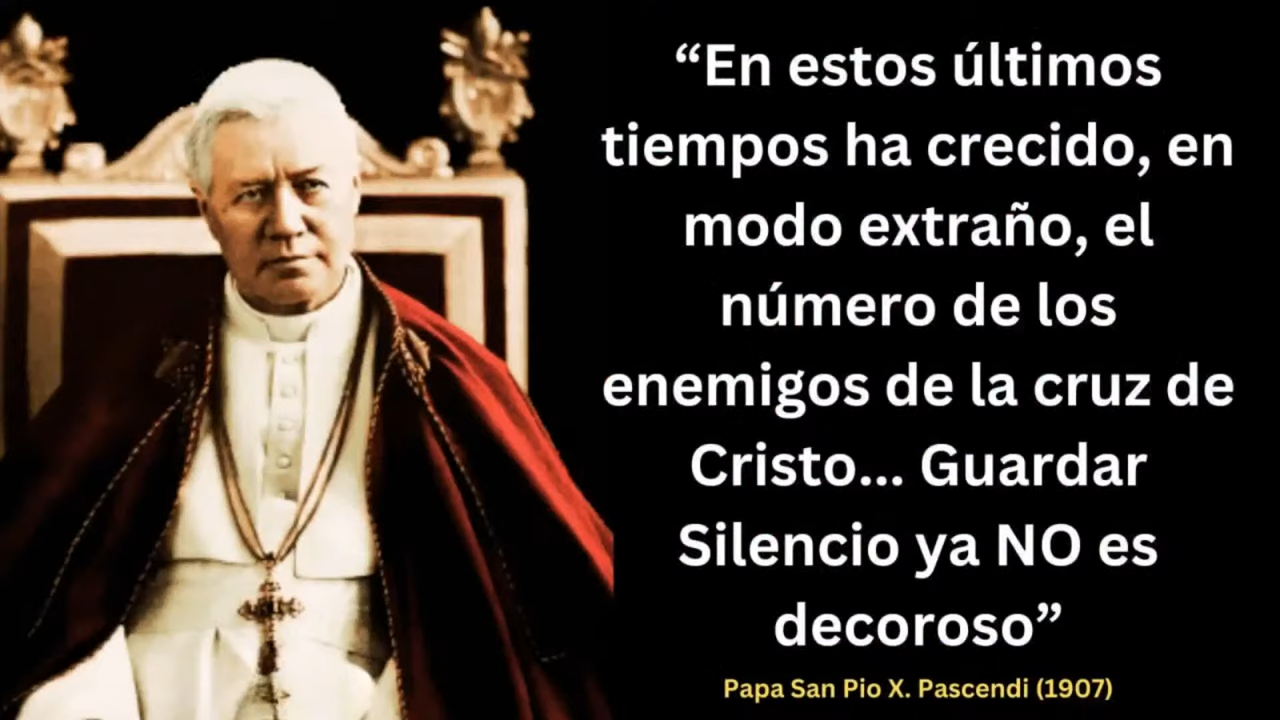 “En estos últimos
tiempos ha crecido, en
modo extraño, el
número de los
enemigos de la cruz de
Cristo... Guardar
Silencio ya NO es
decoroso”
Papa San Pio X. Pascendi (1907)